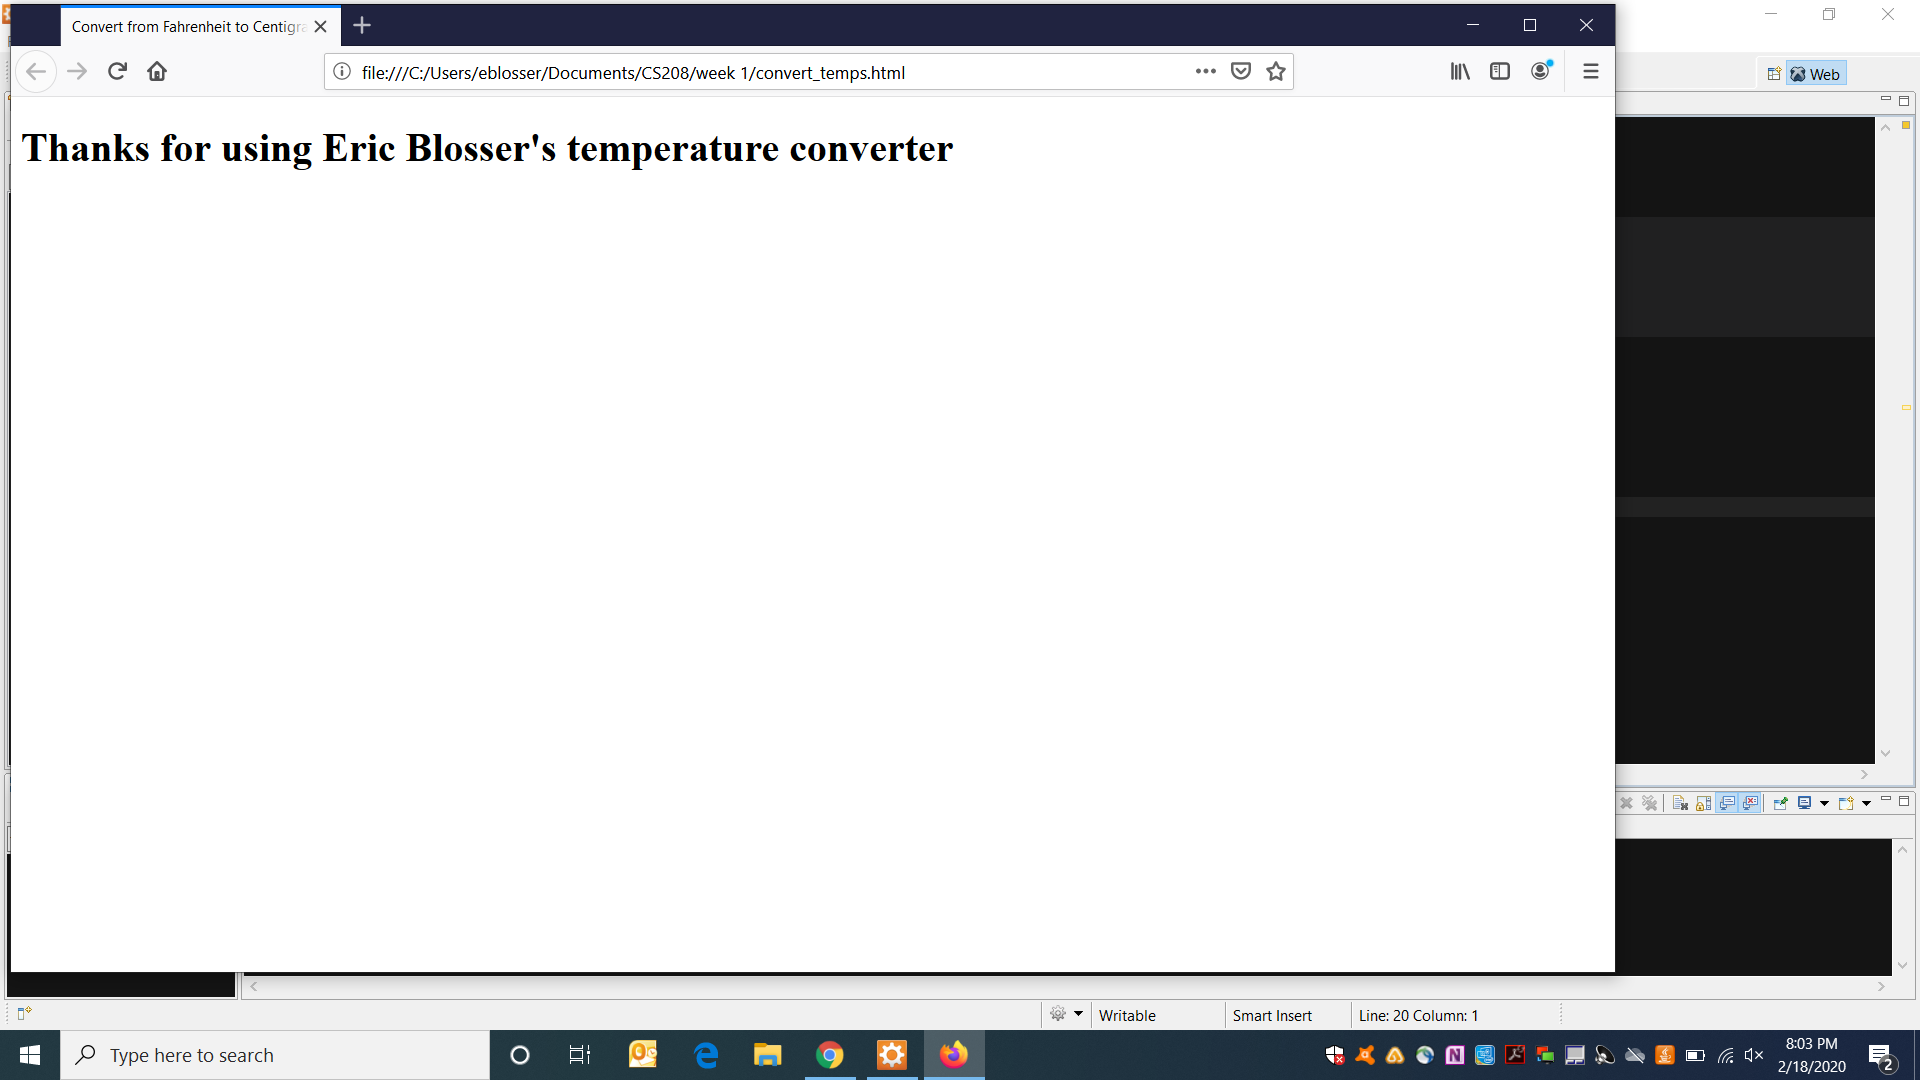 Convert from Fahrenheit to Centigra
file:///C:/Users/eblosser/Documents/CS208/week 1/convert_temps.html
Web
Thanks for using Eric Blosser's temperature converter
Writable
Smart Insert
Line: 20 Column: 1
Type here to search
8:03 PM
2/18/2020
2